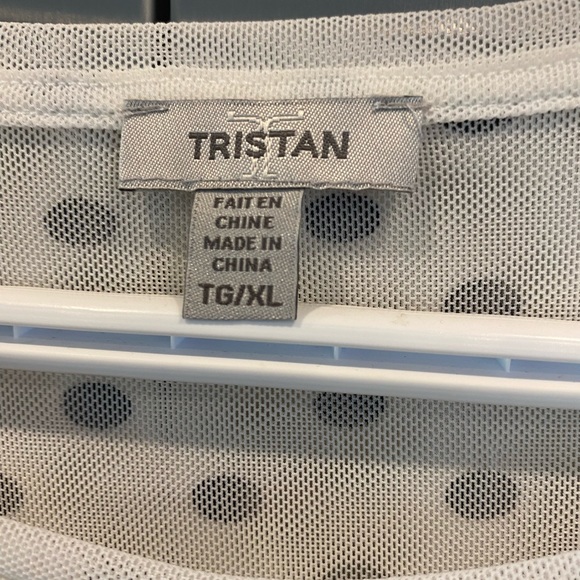 TRISTAN
FAIT EN
CHINE
MADE IN
CHINA
TG/XL